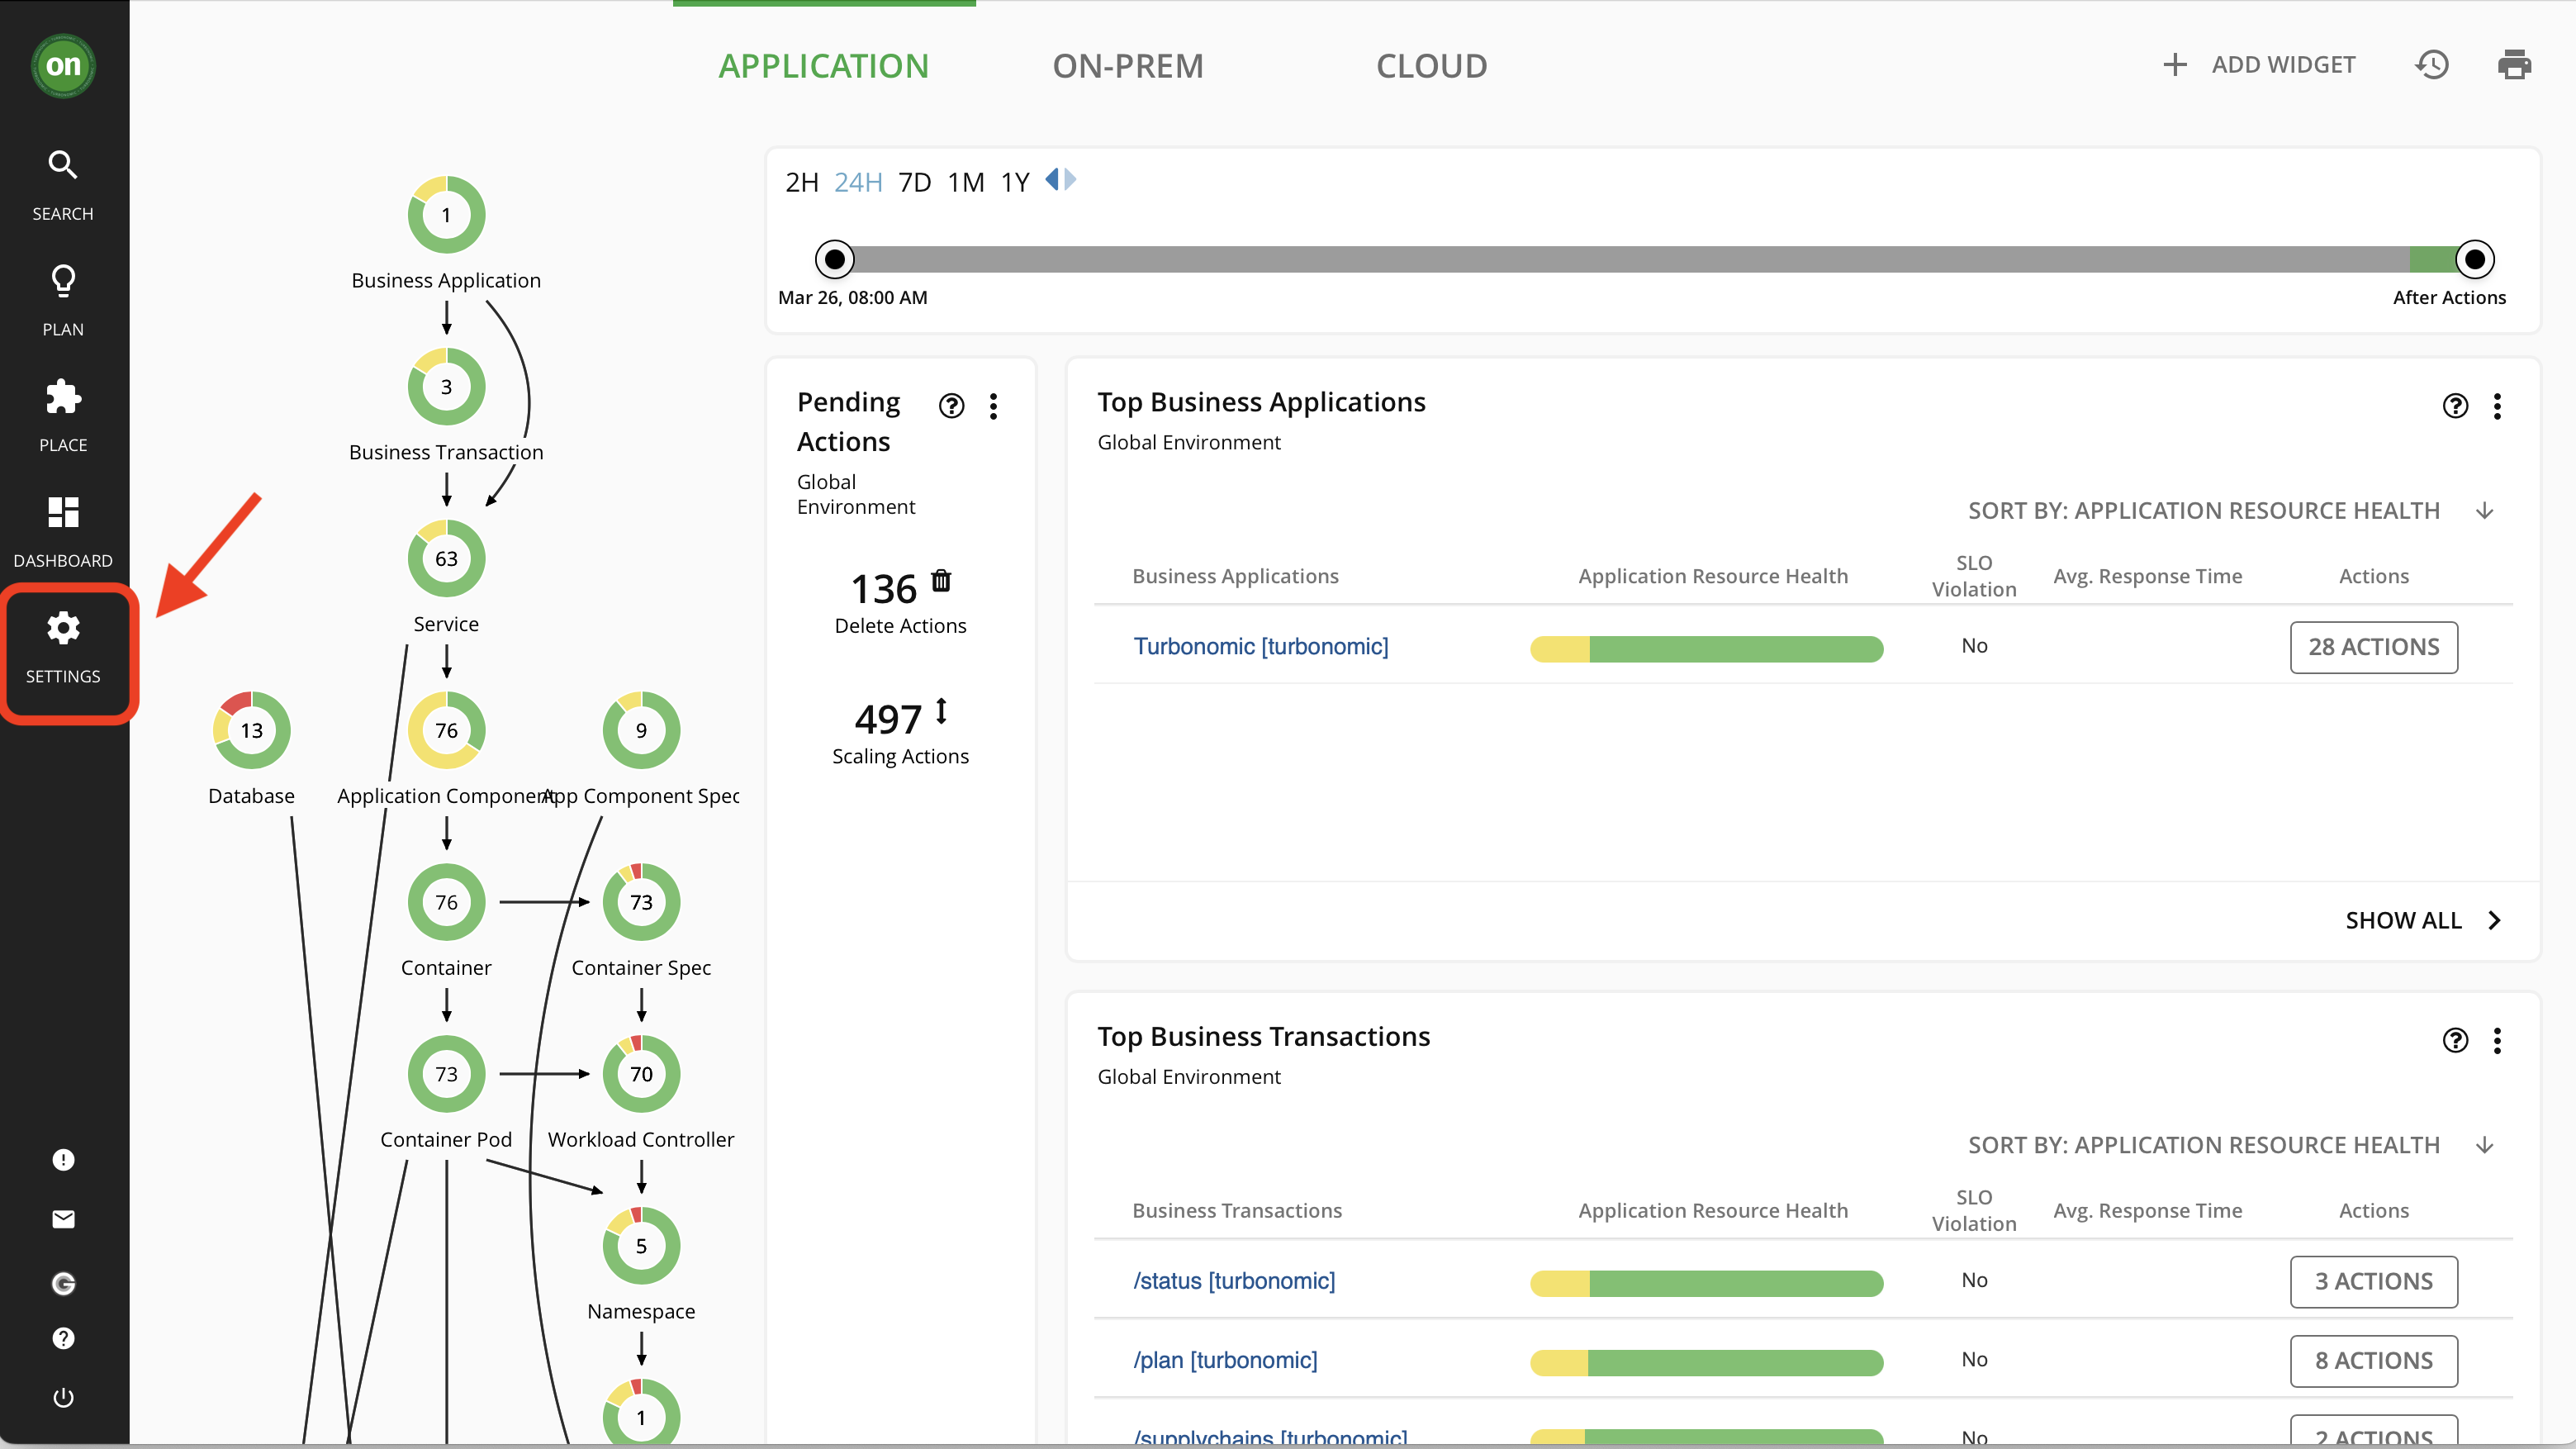 on
SEARCH
PLAN
PLACE
DASHBOARD
SETTINGS
APPLICATION
ON-PREM
CLOUD
ADD WIDGET
1
Business Application
3
Business Transaction
63
Service
13
Database
76
Application Component
9
App Component Spec
76
Container
73
Container Spec
73
Container Pod
70
Workload Controller
5
Namespace
1
2H 24H 7D 1M 1Y
Mar 26, 08:00 AM
After Actions
Pending
Actions
Global
Environment
136
Delete Actions
497
Scaling Actions
Top Business Applications
Global Environment
SORT BY: APPLICATION RESOURCE HEALTH
Business Applications
Application Resource Health
SLO
Violation
Avg. Response Time
Actions
Turbonomic [turbonomic]
No
28 ACTIONS
SHOW ALL
Top Business Transactions
Global Environment
SORT BY: APPLICATION RESOURCE HEALTH
Business Transactions
Application Resource Health
SLO
Violation
Avg. Response Time
Actions
/status [turbonomic]
No
3 ACTIONS
/plan [turbonomic]
No
8 ACTIONS
/supplychains [turbonomic]
No
2 ACTIONS